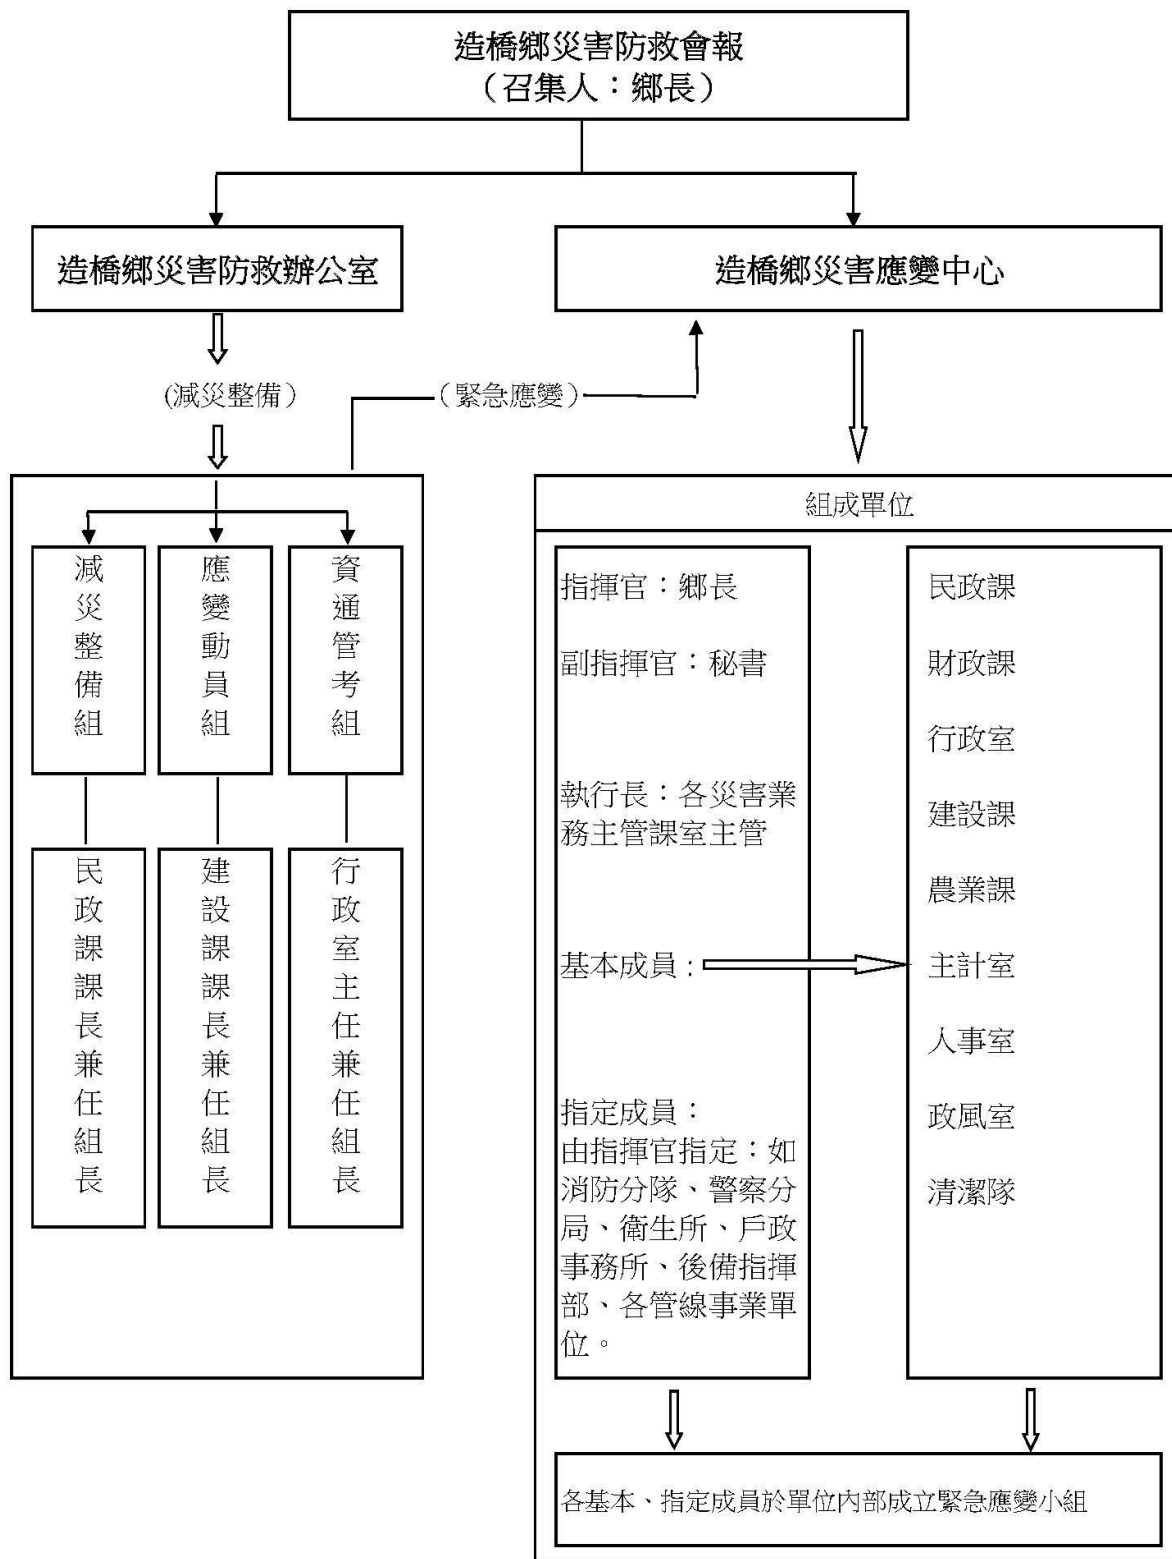 造橋鄉災害防救會報
（召集人：鄉長）
造橋鄉災害防救辦公室
造橋鄉災害應變中心
(減災整備）
（緊急應變）
減災整備組
應變動員組
資通管考組
民政課課長兼任組長
建設課課長兼任組長
行政室主任兼任組長
組成單位
指揮官：鄉長
副指揮官：秘書
執行長：各災害業
務主管課室主管
基本成員：
指定成員：
由指揮官指定：如
消防分隊、警察分
局、衛生所、戶政
事務所、後備指揮
部、各管線事業單
位。
民政課
財政課
行政室
建設課
農業課
主計室
人事室
政風室
清潔隊
各基本、指定成員於單位內部成立緊急應變小組